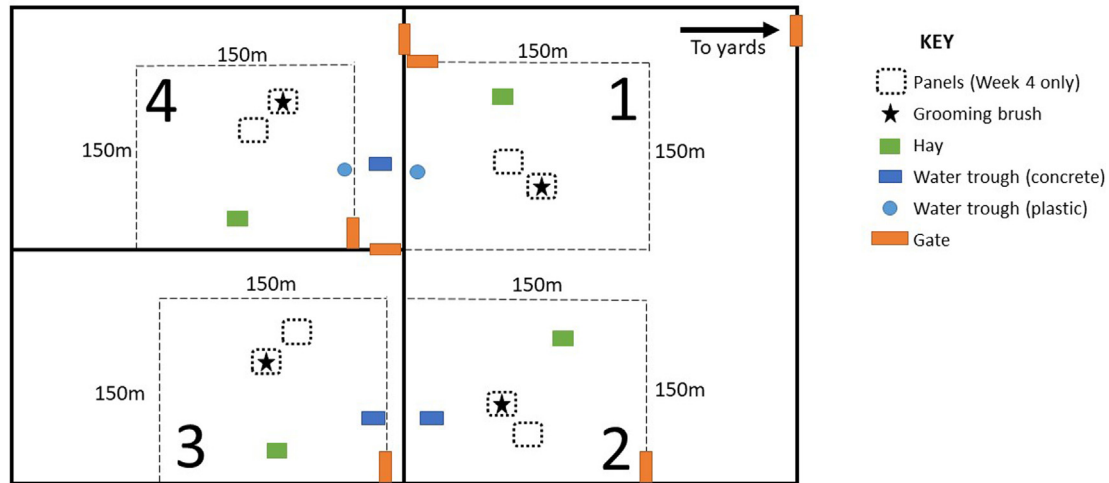 To yards
150m
150m
4
1
150m
150m
150m
150m
150m
150m
3
2
KEY
Panels (Week 4 only)
Grooming brush
Hay
Water trough (concrete)
Water trough (plastic)
Gate